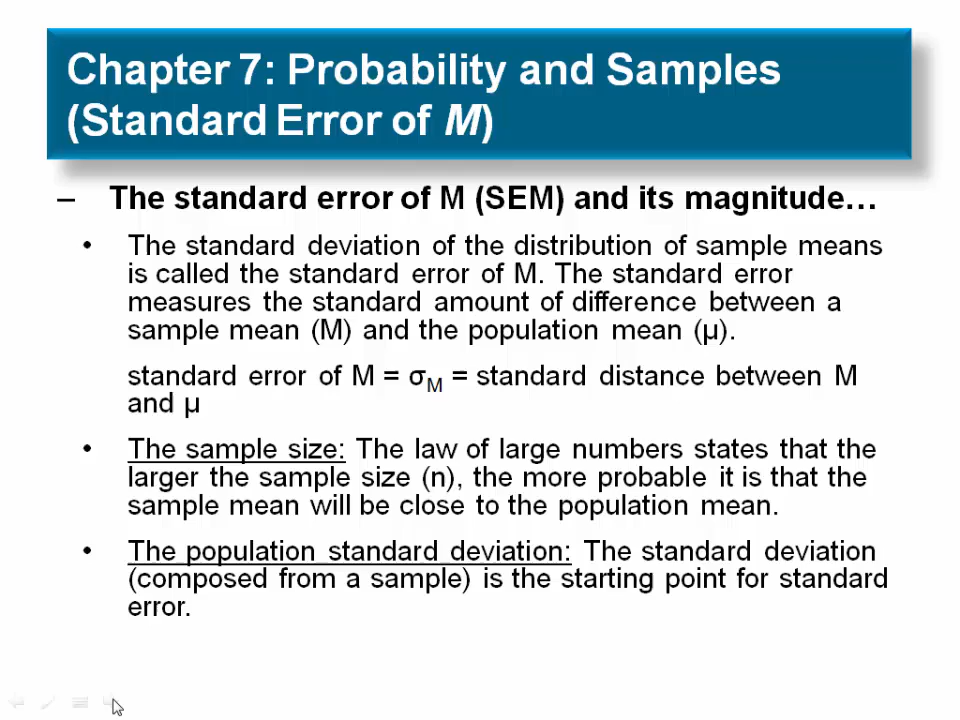 Chapter 7: Probability and Samples
(Standard Error of M)
– The standard error of M (SEM) and its magnitude…
• The standard deviation of the distribution of sample means
is called the standard error of M. The standard error
measures the standard amount of difference between a
sample mean (M) and the population mean (μ).
standard error of M = σM = standard distance between M
and μ
• The sample size: The law of large numbers states that the
larger the sample size (n), the more probable it is that the
sample mean will be close to the population mean.
• The population standard deviation: The standard deviation
(composed from a sample) is the starting point for standard
error.